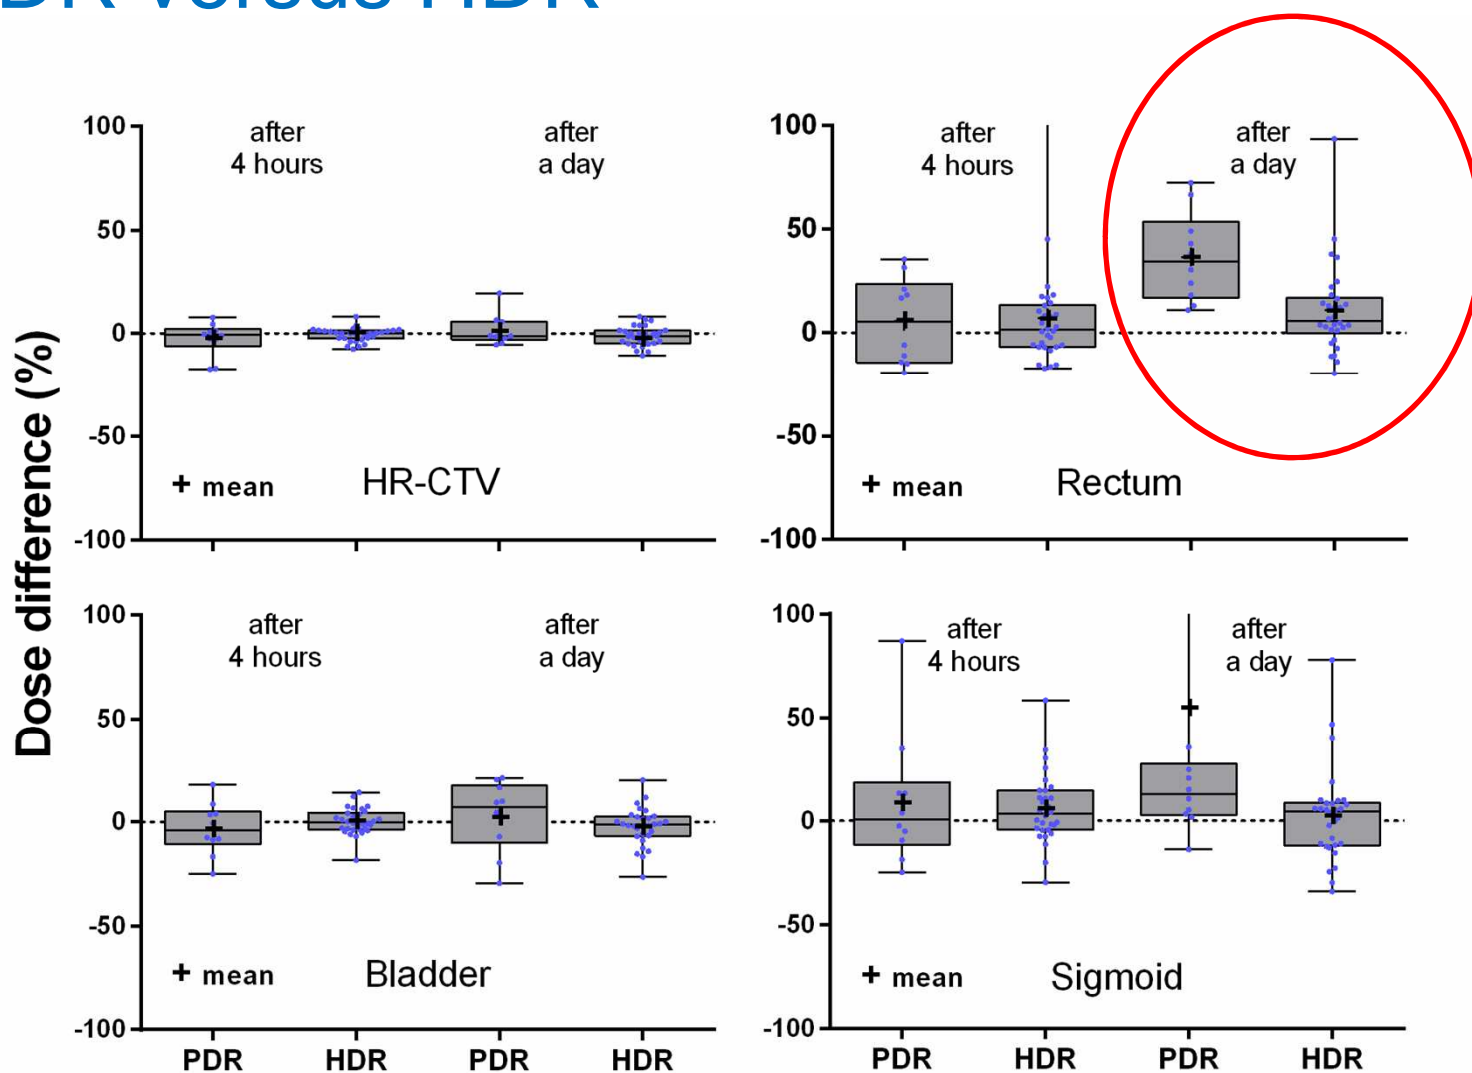 versus HDR
Dose difference (%)
100
50
0
-50
-100
after
4 hours
after
a day
+ mean
HR-CTV
100
50
0
-50
-100
after
4 hours
after
a day
+ mean
Rectum
100
50
0
-50
-100
after
4 hours
after
a day
+ mean
Bladder
PDR
HDR
PDR
HDR
100
50
0
-50
-100
after
4 hours
after
a day
+ mean
Sigmoid
PDR
HDR
PDR
HDR